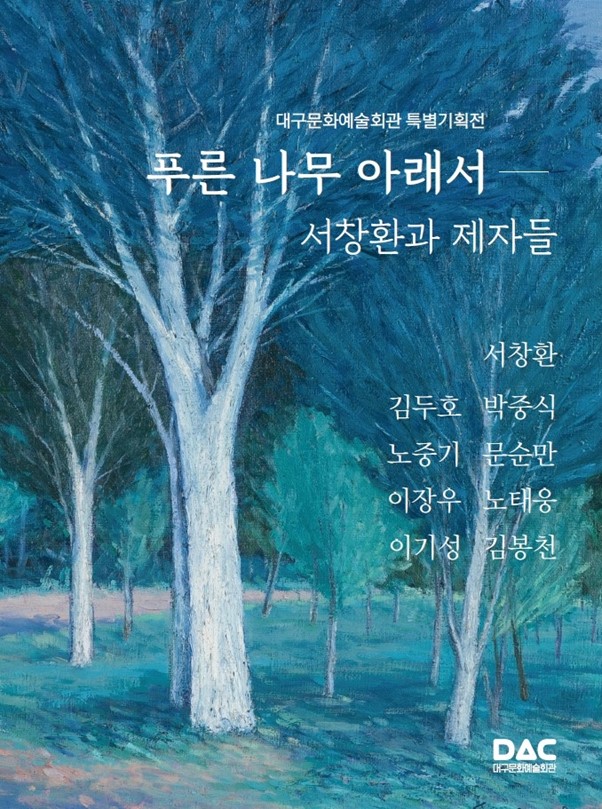 대구문화예술회관 특별기획전
푸른 나무 아래서 —
서창환과 제자들
서창환
김두호 박중식
노중기 문순만
이장우 노태웅
이기성 김봉천
DAC
대구문화예술회관